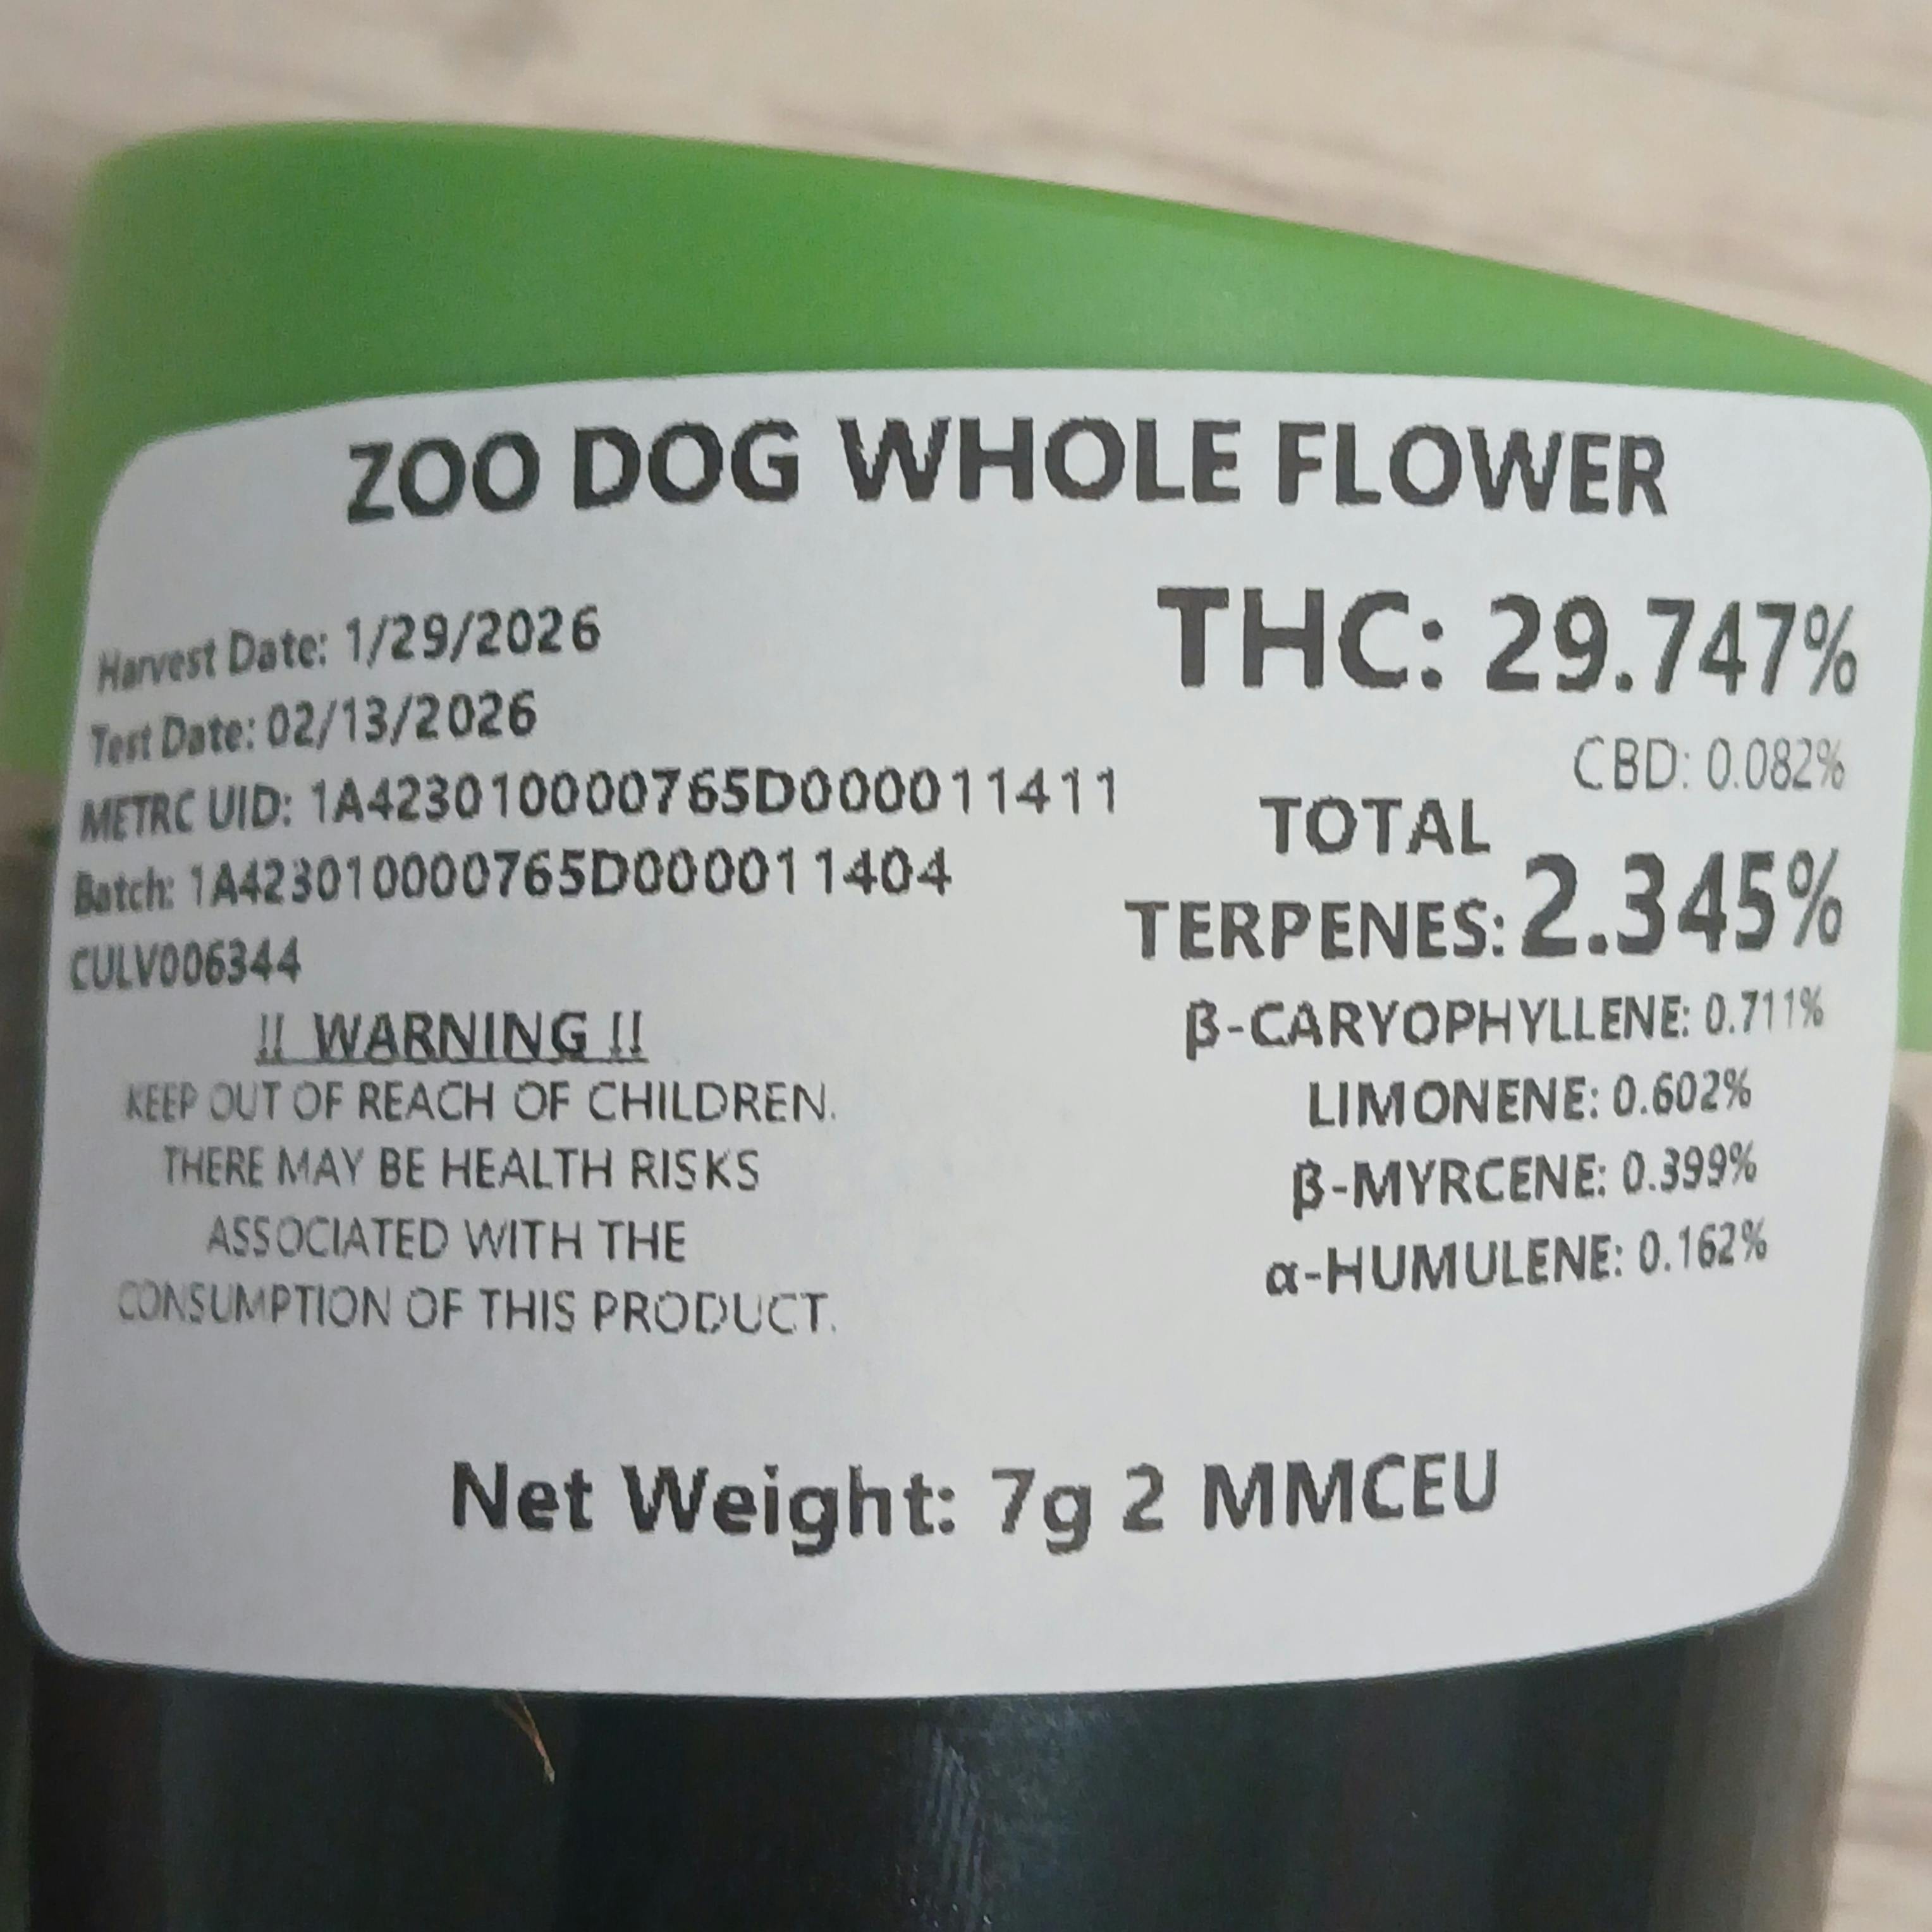 ZOO DOG WHOLE FLOWER
Harvest Date: 1/29/2026
Test Date: 02/13/2026
METRC UID: 1A423010000765D000011411
Batch: 1A423010000765D000011404
CULV006344
!! WARNING !!
KEEP OUT OF REACH OF CHILDREN.
THERE MAY BE HEALTH RISKS
ASSOCIATED WITH THE
CONSUMPTION OF THIS PRODUCT.
THC: 29.747%
CBD: 0.082%
TOTAL
TERPENES: 2.345%
β-CARYOPHYLLENE: 0.711%
LIMONENE: 0.602%
β-MYRCENE: 0.399%
α-HUMULENE: 0.162%
Net Weight: 7g 2 MMCEU